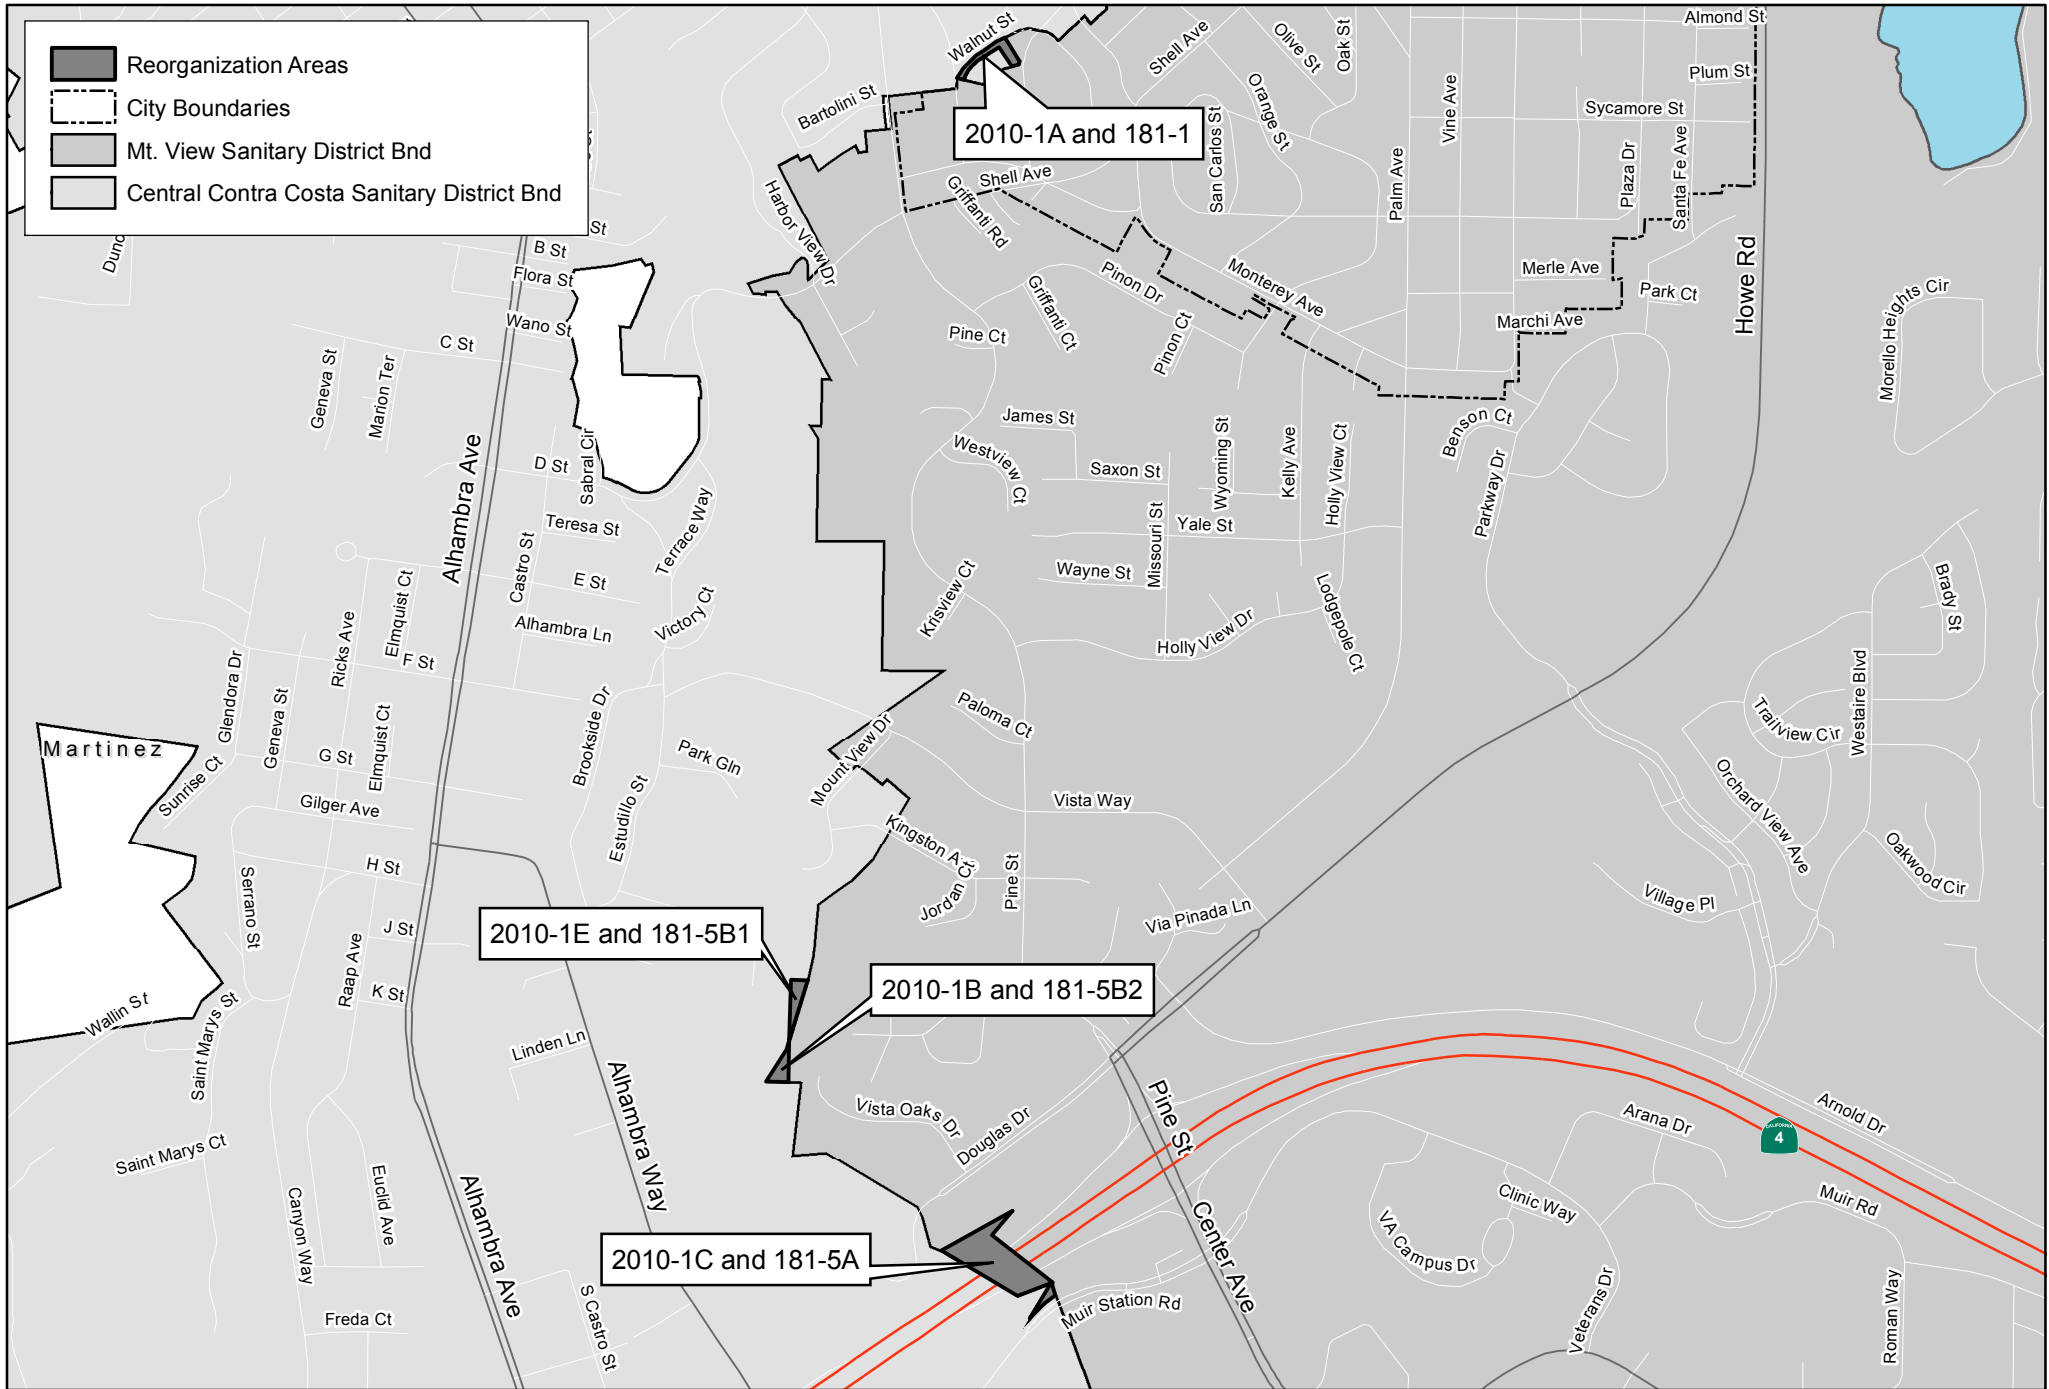 Reorganization Areas
City Boundaries
Mt. View Sanitary District Bnd
Central Contra Costa Sanitary District Bnd
Walnut St
Almond St
Shell Ave
Olive St
Oak St
Plum St
Bartolini St
Orange St
Vine Ave
Sycamore St
2010-1A and 181-1
San Carlos St
Palm Ave
Plaza Dr
Santa Fe Ave
Shell Ave
Griffanti Rd
Harbor View Dr
Howe Rd
St
B St
Flora St
Wano St
C St
Geneva St
Marion Ter
Pinon Dr
Monterey Ave
Merle Ave
Park Ct
Marchi Ave
Morello Heights Cir
Griffanti Ct
Pine Ct
Pinon Ct
James St
Westview Ct
Saxon St
Wyoming St
Kelly Ave
Holly View Ct
Benson Ct
Parkway Dr
Alhambra Ave
D St
Sabral Cir
Teresa St
Terrace Way
Castro St
E St
Missouri St
Yale St
Wayne St
Krisview Ct
Brady St
Elmquist Ct
Ricks Ave
Alhambra Ln
Victory Ct
Holly View Dr
Lodgepole Ct
F St
Glendora Dr
Geneva St
Elmquist Ct
Brookside Dr
Paloma Ct
Westaire Blvd
Trailview Cir
Martinez
Sunrise Ct
G St
Park Gln
Mount View Dr
Orchard View Ave
Gilger Ave
Estudillo St
Vista Way
Kingston
Jordan Ct
Pine St
Oakwood Cir
H St
Serrano St
Village Pl
Via Pinada Ln
J St
Raap Ave
2010-1E and 181-5B1
2010-1B and 181-5B2
K St
Wallin St
Saint Marys St
Linden Ln
Alhambra Way
Vista Oaks Dr
Douglas Dr
Pine St
Arana Dr
CALIFORNIA
4
Arnold Dr
Saint Marys Ct
Euclid Ave
Canyon Way
Alhambra Ave
Center Ave
Clinic Way
VA Campus Dr
Muir Rd
2010-1C and 181-5A
S Castro St
Muir Station Rd
Veterans Dr
Roman Way
Freda Ct